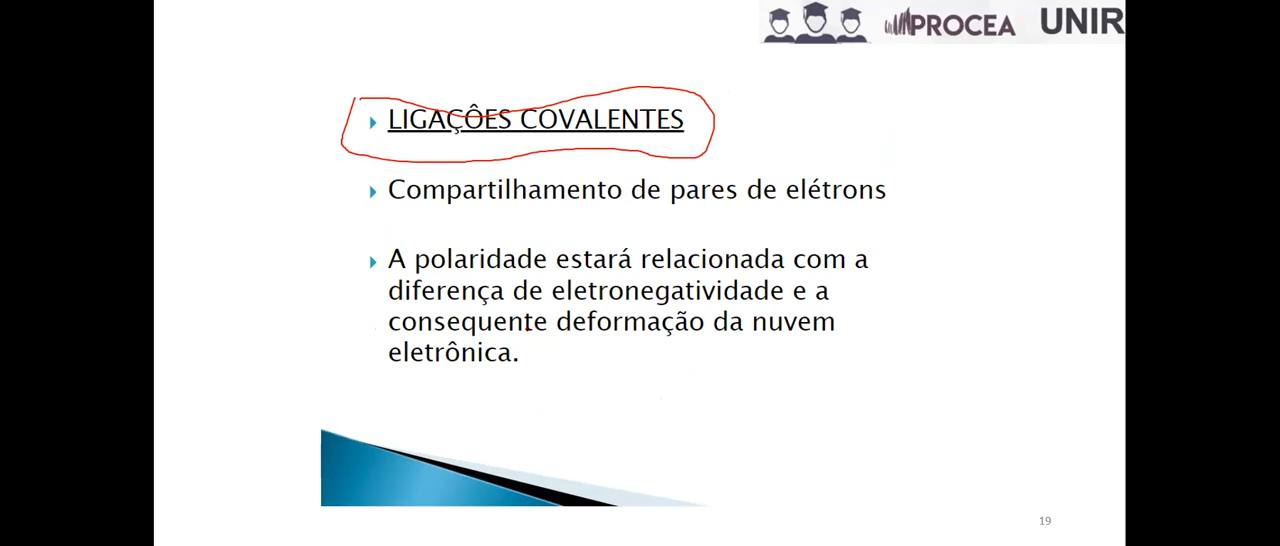 PROCEA UNIR
LIGAÇÔES COVALENTES
Compartilhamento de pares de elétrons
A polaridade estará relacionada com a
diferença de eletronegatividade e a
consequente deformação da nuvem
eletrônica.
19